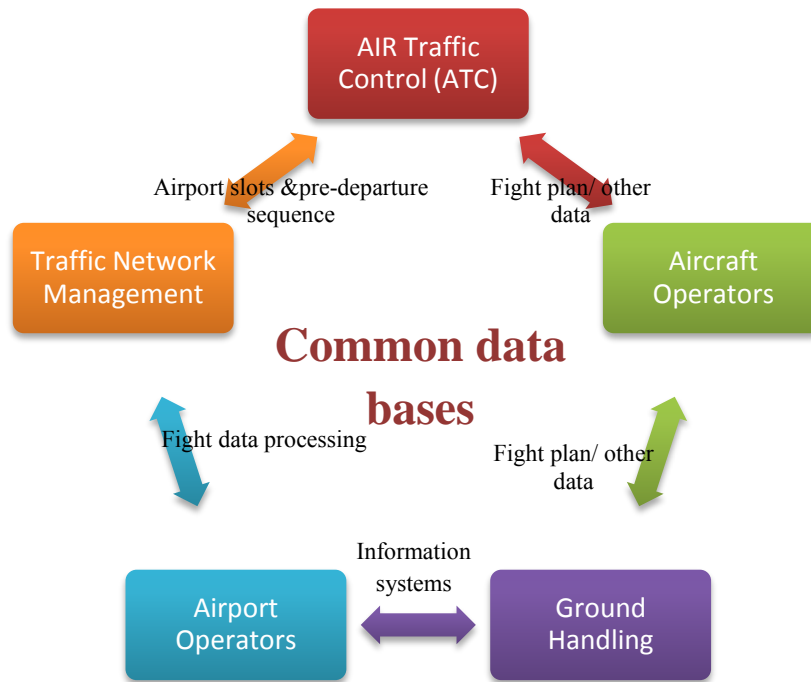 AIR Traffic
Control (ATC)
Airport slots &pre-departure
sequence
Fight plan/ other
data
Traffic Network
Management
Aircraft
Operators
Common data
bases
Fight data processing
Fight plan/ other
data
Information
systems
Airport
Operators
Ground
Handling